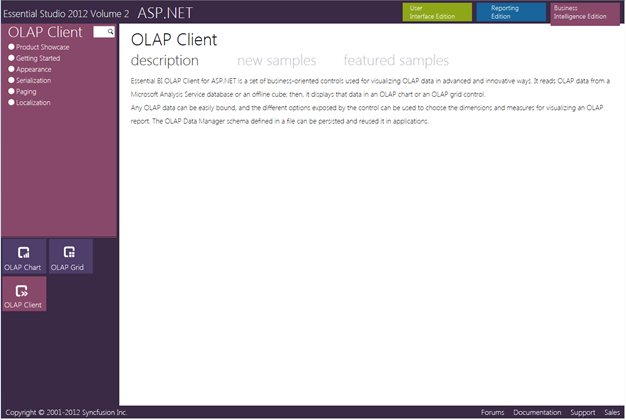 Essential Studio 2012 Volume 2 ASP.NET
User
Interface Edition
Reporting
Edition
Business
Intelligence Edition
OLAP Client
Product Showcase
Getting Started
Appearance
Serialization
Paging
Localization
OLAP Chart
OLAP Grid
OLAP Client
OLAP Client
description new samples featured samples
Essential BI OLAP Client for ASP.NET is a set of business-oriented controls used for visualizing OLAP data in advanced and innovative ways. It reads OLAP data from a
Microsoft Analysis Service database or an offline cube; then, it displays that data in an OLAP chart or an OLAP grid control.
Any OLAP data can be easily bound, and the different options exposed by the control can be used to choose the dimensions and measures for visualizing an OLAP
report. The OLAP Data Manager schema defined in a file can be persisted and reused it in applications.
Copyright © 2001-2012 Syncfusion Inc.
Forums Documentation Support Sales